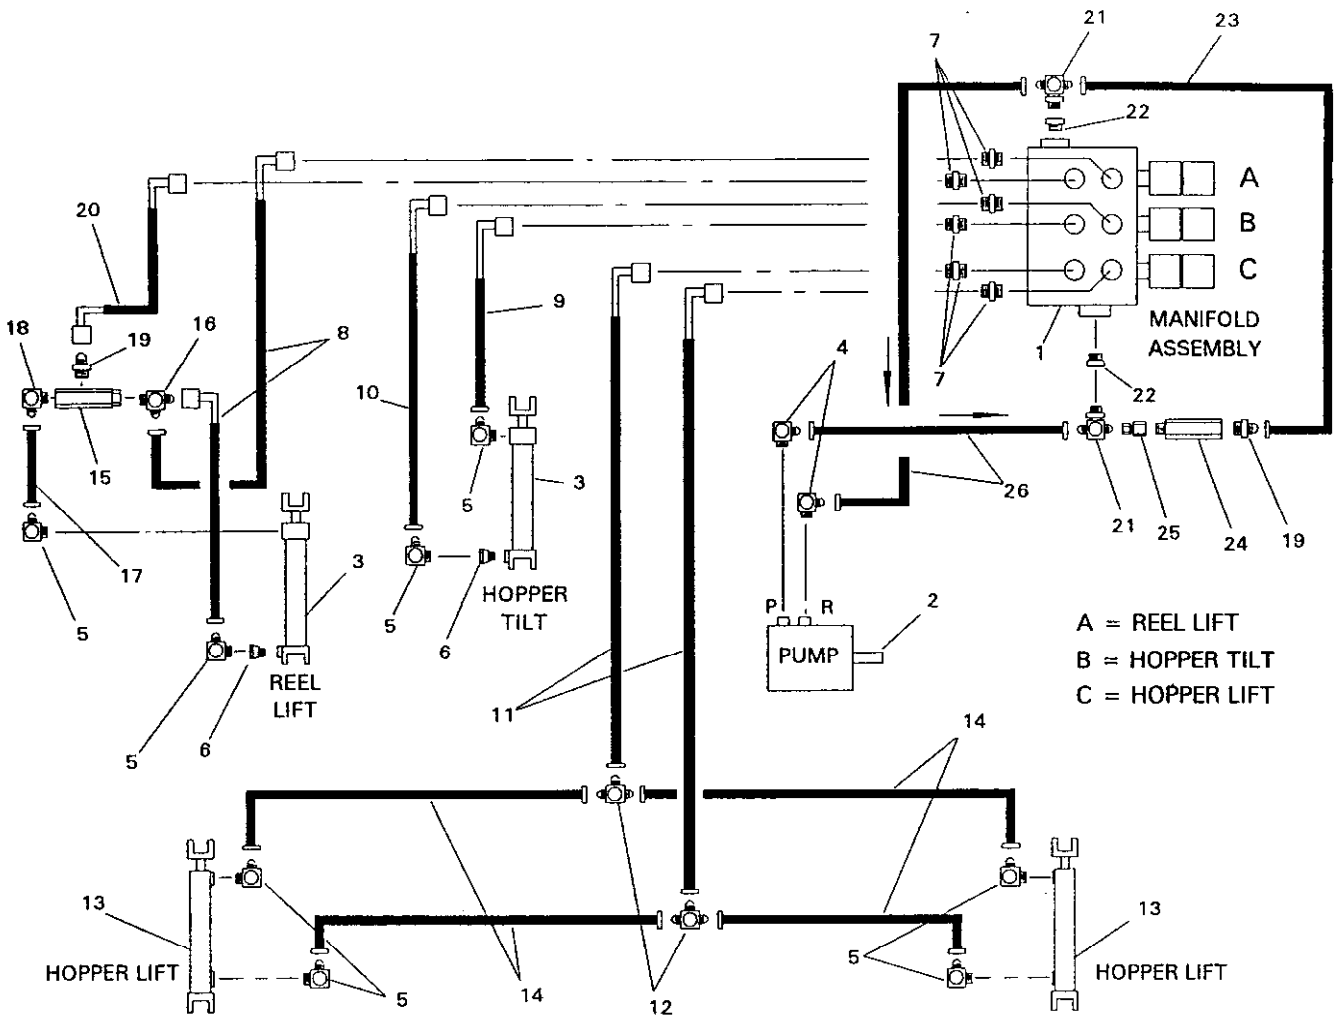 21
23
7
22
A
B
C
20
18
19
16
8
9
10
4
1
MANIFOLD
ASSEMBLY
7
22
15
5
3
26
21
25
24
19
17
5
3
5
6
HOPPER
TILT
P
R
2
PUMP
A = REEL LIFT
B = HOPPER TILT
C = HOPPER LIFT
5
6
REEL
LIFT
11
14
13
HOPPER LIFT
5
14
12
5
13
HOPPER LIFT